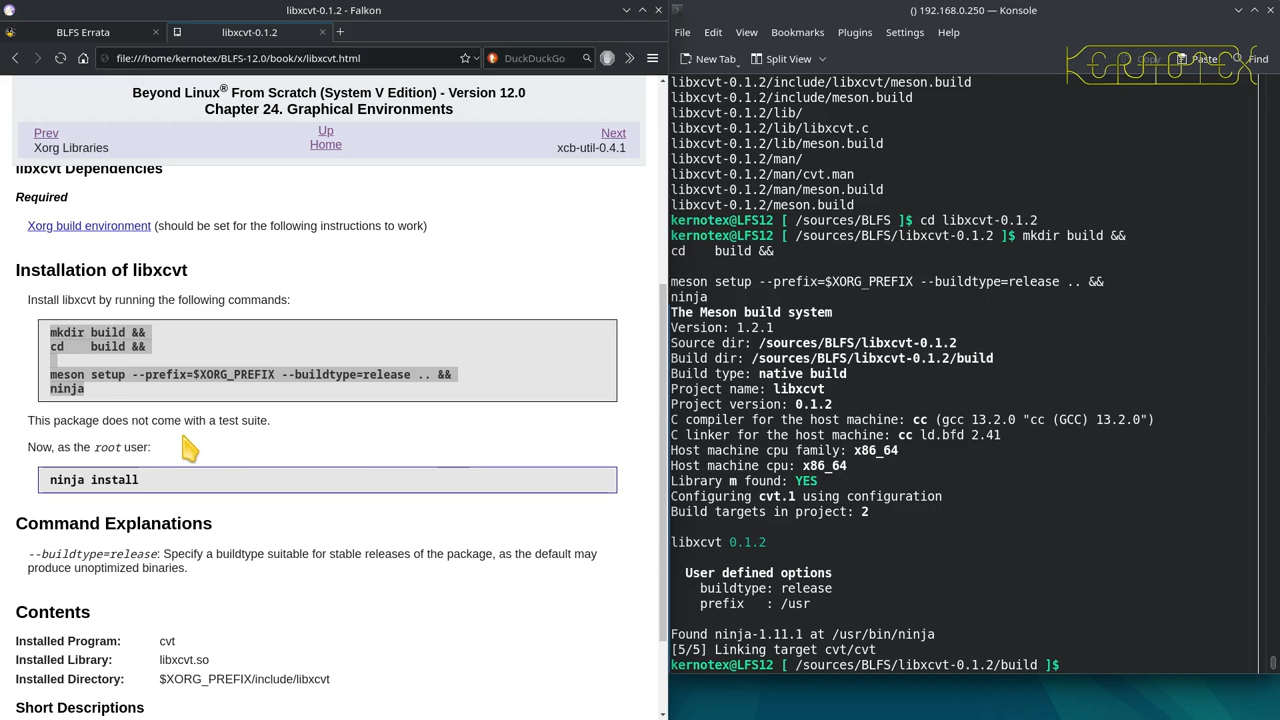 libxcvt-0.1.2 - Falkon
BLFS Errata
libxcvt-0.1.2
file:///home/kernotex/BLFS-12.0/book/x/libxcvt.html
DuckDuckGo
Beyond Linux® From Scratch (System V Edition) - Version 12.0
Chapter 24. Graphical Environments
Prev
Up
Next
Xorg Libraries
Home
xcb-util-0.4.1
libxcvt Dependencies
Required
Xorg build environment (should be set for the following instructions to work)
Installation of libxcvt
Install libxcvt by running the following commands:
mkdir build &&
cd    build &&
meson setup --prefix=$XORG_PREFIX --buildtype=release .. &&
ninja
This package does not come with a test suite.
Now, as the root user:
ninja install
Command Explanations
--buildtype=release: Specify a buildtype suitable for stable releases of the package, as the default may
produce unoptimized binaries.
Contents
Installed Program: cvt
Installed Library: libxcvt.so
Installed Directory: $XORG_PREFIX/include/libxcvt
Short Descriptions
() 192.168.0.250 — Konsole
File Edit View Bookmarks Plugins Settings Help
New Tab Split View Copy Paste Find
kernotex
libxcvt-0.1.2/include/libxcvt/meson.build
libxcvt-0.1.2/include/meson.build
libxcvt-0.1.2/lib/
libxcvt-0.1.2/lib/libxcvt.c
libxcvt-0.1.2/lib/meson.build
libxcvt-0.1.2/man/
libxcvt-0.1.2/man/cvt.man
libxcvt-0.1.2/man/meson.build
libxcvt-0.1.2/meson.build
kernotex@LFS12 [ /sources/BLFS ]$ cd libxcvt-0.1.2
kernotex@LFS12 [ /sources/BLFS/libxcvt-0.1.2 ]$ mkdir build &&
cd    build &&
meson setup --prefix=$XORG_PREFIX --buildtype=release .. &&
ninja
The Meson build system
Version: 1.2.1
Source dir: /sources/BLFS/libxcvt-0.1.2
Build dir: /sources/BLFS/libxcvt-0.1.2/build
Build type: native build
Project name: libxcvt
Project version: 0.1.2
C compiler for the host machine: cc (gcc 13.2.0 "cc (GCC) 13.2.0")
C linker for the host machine: cc ld.bfd 2.41
Host machine cpu family: x86_64
Host machine cpu: x86_64
Library m found: YES
Configuring cvt.1 using configuration
Build targets in project: 2
libxcvt 0.1.2
User defined options
buildtype: release
prefix   : /usr
Found ninja-1.11.1 at /usr/bin/ninja
[5/5] Linking target cvt/cvt
kernotex@LFS12 [ /sources/BLFS/libxcvt-0.1.2/build ]$